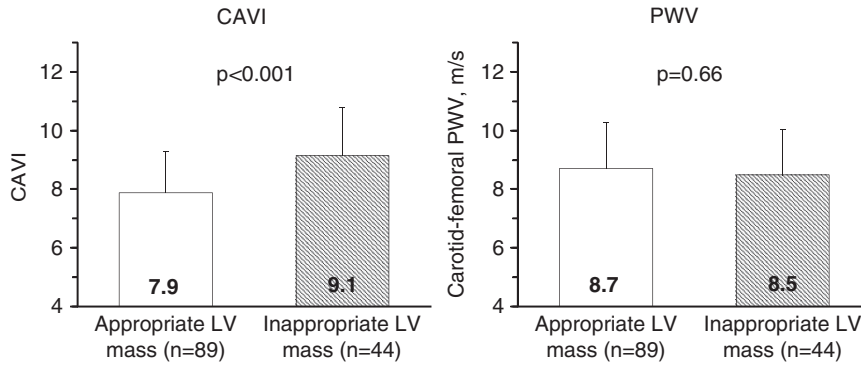 CAVI
CAVI
12
10
8
6
4
p<0.001
7.9
9.1
Appropriate LV
mass (n=89)
Inappropriate LV
mass (n=44)
PWV
Carotid-femoral PWV, m/s
12
10
8
6
4
p=0.66
8.7
8.5
Appropriate LV
mass (n=89)
Inappropriate LV
mass (n=44)